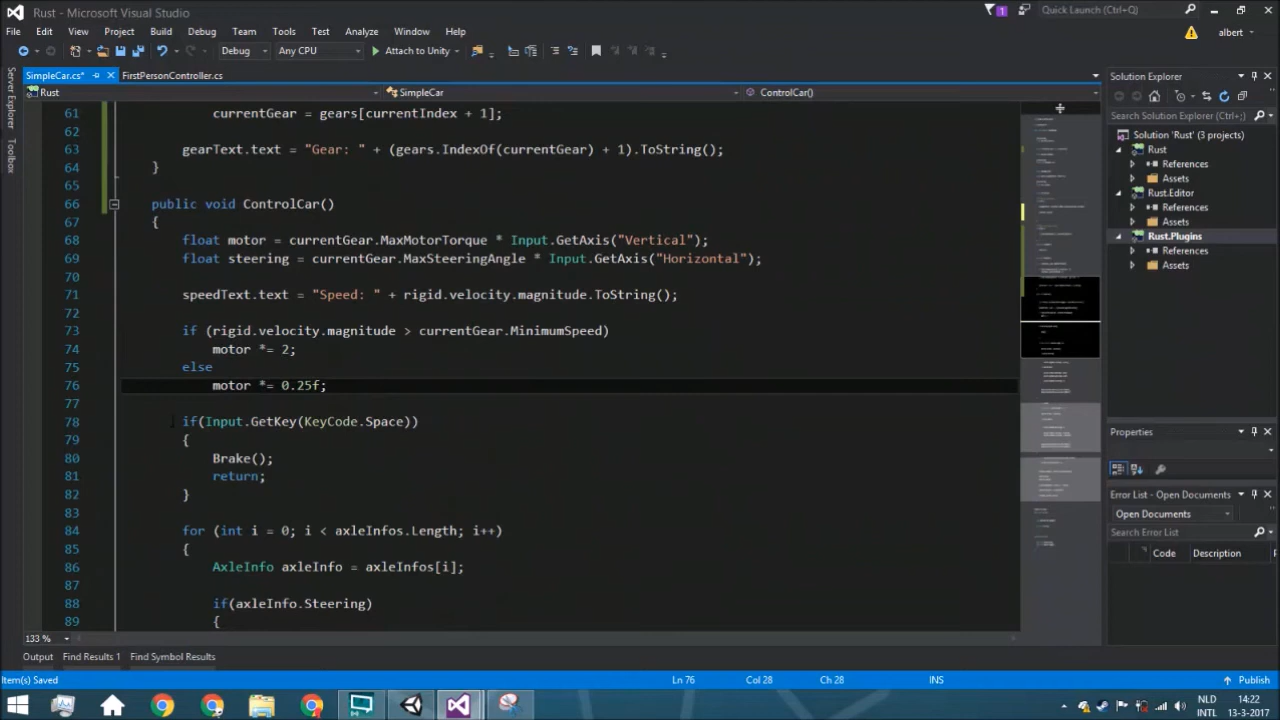 Rust - Microsoft Visual Studio
1
Quick Launch (Ctrl+Q)
File Edit View Project Build Debug Team Tools Test Analyze Window Help
albert
Debug Any CPU Attach to Unity
SimpleCar.cs* FirstPersonController.cs
Rust SimpleCar ControlCar()
Server Explorer
Toolbox
61 currentGear = gears[currentIndex + 1];
62
63 gearText.text = "Gear: " + (gears.IndexOf(currentGear) + 1).ToString();
64 }
65
66 public void ControlCar()
67 {
68 float motor = currentGear.MaxMotorTorque * Input.GetAxis("Vertical");
69 float steering = currentGear.MaxSteeringAngle * Input.GetAxis("Horizontal");
70
71 speedText.text = "Speed: " + rigid.velocity.magnitude.ToString();
72
73 if (rigid.velocity.magnitude > currentGear.MinimumSpeed)
74 motor *= 2;
75 else
76 motor *= 0.25f;
77
78 if(Input.GetKey(KeyCode.Space))
79 {
80 Brake();
81 return;
82 }
83
84 for (int i = 0; i < axleInfos.Length; i++)
85 {
86 AxleInfo axleInfo = axleInfos[i];
87
88 if(axleInfo.Steering)
89 {
133 %
Solution Explorer
Search Solution Explorer (Ctrl+;)
Solution 'Rust' (3 projects)
Rust
References
Assets
Rust.Editor
References
Assets
Rust.Plugins
References
Assets
Properties
Error List - Open Documents
Open Documents
Search Error List
Code Description
Output Find Results 1 Find Symbol Results
Item(s) Saved Ln 76 Col 28 Ch 28 INS Publish
NLD 14:22
INTL 13-3-2017